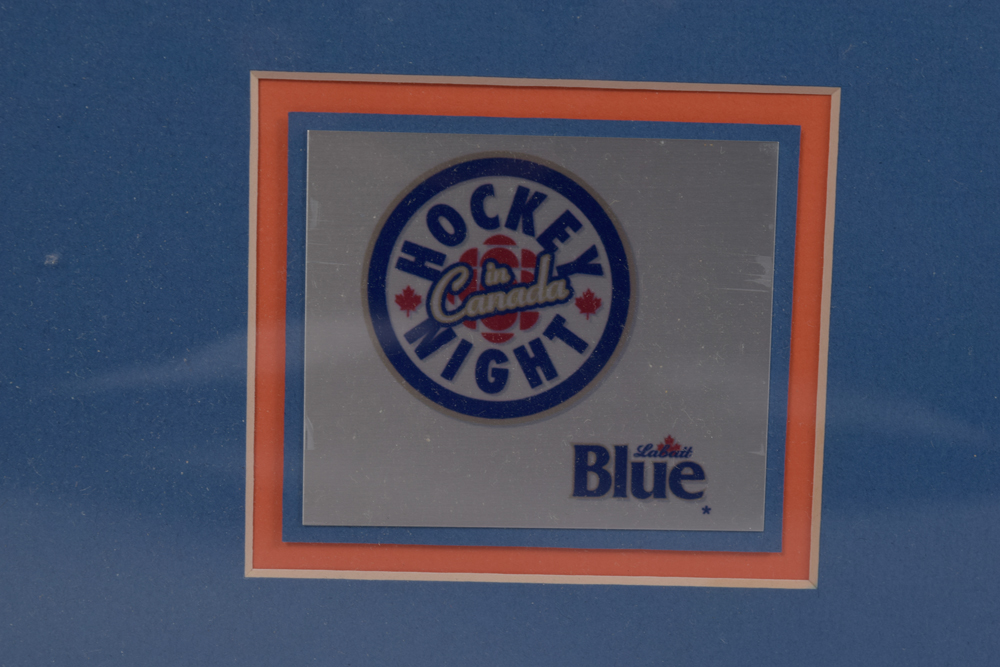 HOCKEY
in
Canada
NIGHT
Labatt
Blue
*